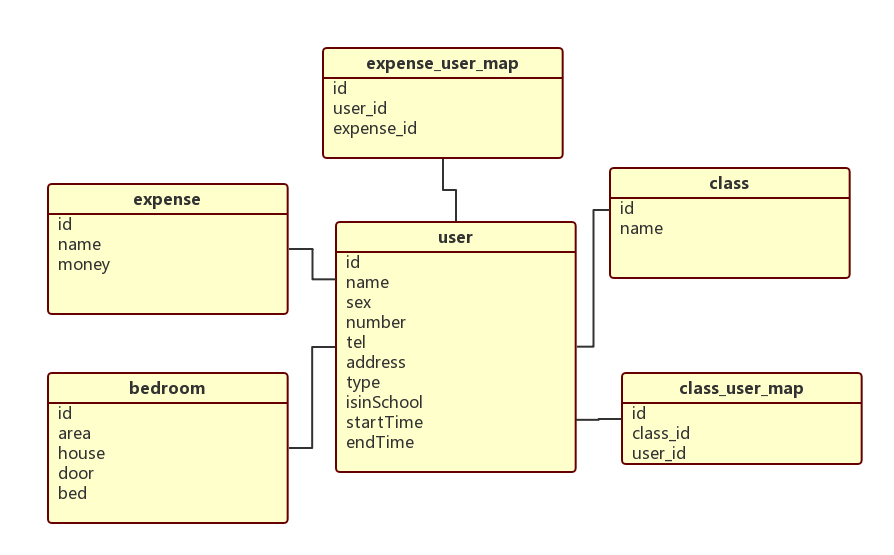 expense_user_map
id
user_id
expense_id
expense
id
name
money
class
id
name
user
id
name
sex
number
tel
address
type
isinSchool
startTime
endTime
bedroom
id
area
house
door
bed
class_user_map
id
class_id
user_id